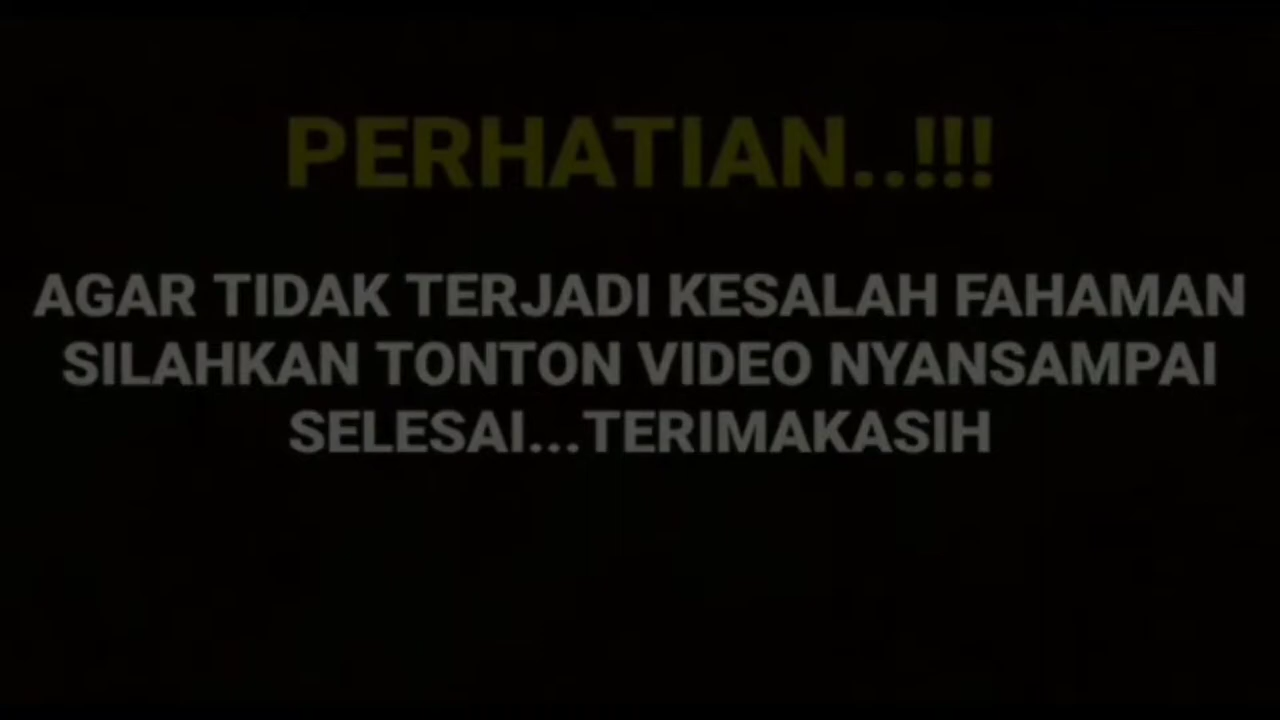 PERHATIAN..!!!
AGAR TIDAK TERJADI KESALAH FAHAMAN
SILAHKAN TONTON VIDEO NYANSAMPAI
SELESAI...TERIMAKASIH